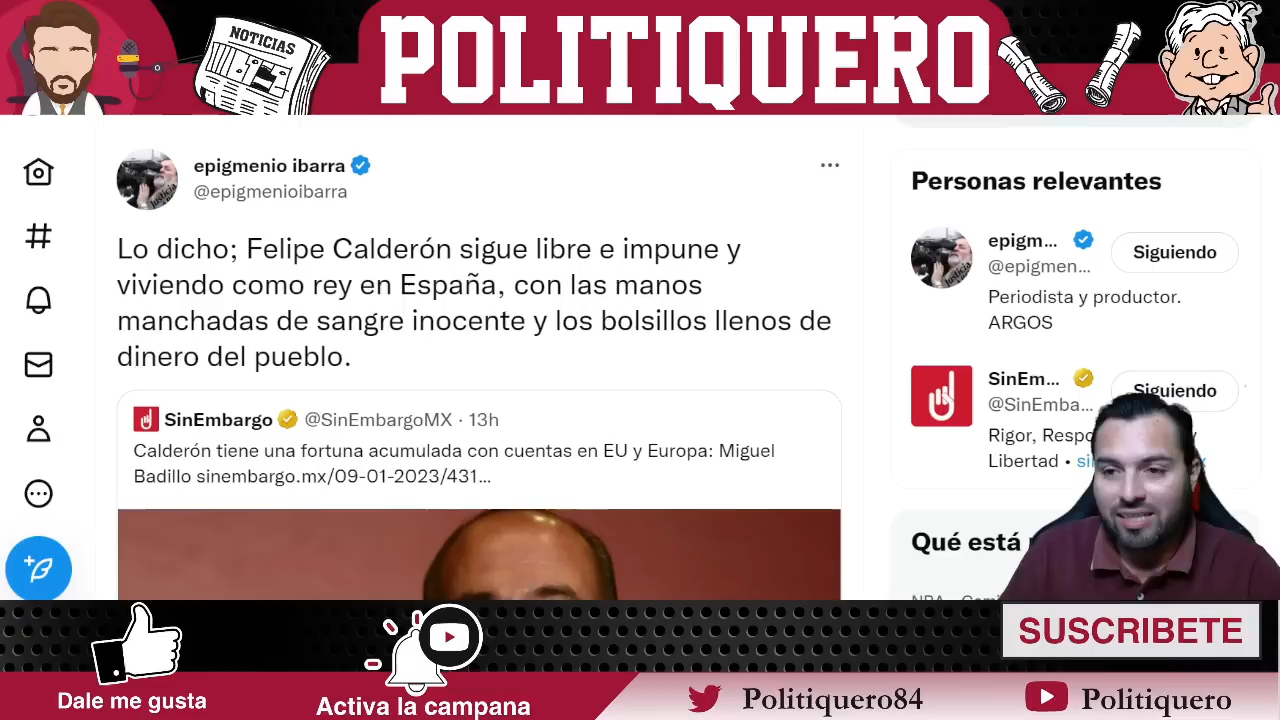 NOTICIAS
POLITIQUERO
epigmenio ibarra
@epigmenioibarra
Lo dicho; Felipe Calderón sigue libre e impune y
viviendo como rey en España, con las manos
manchadas de sangre inocente y los bolsillos llenos de
dinero del pueblo.
SinEmbargo @SinEmbargoMX · 13h
Calderón tiene una fortuna acumulada con cuentas en EU y Europa: Miguel
Badillo sinembargo.mx/09-01-2023/431...
Personas relevantes
epigm...
@epigmen...
Siguiendo
Periodista y productor.
ARGOS
SinEm...
@SinEmba...
Siguiendo
Rigor, Respo
Libertad •
Qué está
SUSCRIBETE
Dale me gusta
Activa la campana
Politiquero84
Politiquero